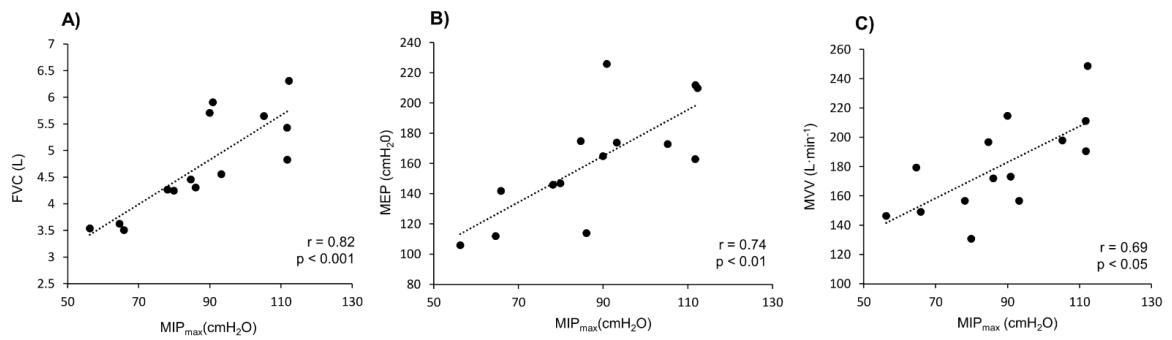 A)
FVC (L)
7
6.5
6
5.5
5
4.5
4
3.5
3
2.5
50 70 90 110 130
MIPmax(cmH2O)
r = 0.82
p < 0.001
B)
MEP (cmH20)
240
220
200
180
160
140
120
100
80
50 70 90 110 130
MIPmax(cmH2O)
r = 0.74
p < 0.01
C)
MVV (L·min-1)
260
240
220
200
180
160
140
120
100
50 70 90 110 130
MIPmax (cmH2O)
r = 0.69
p < 0.05